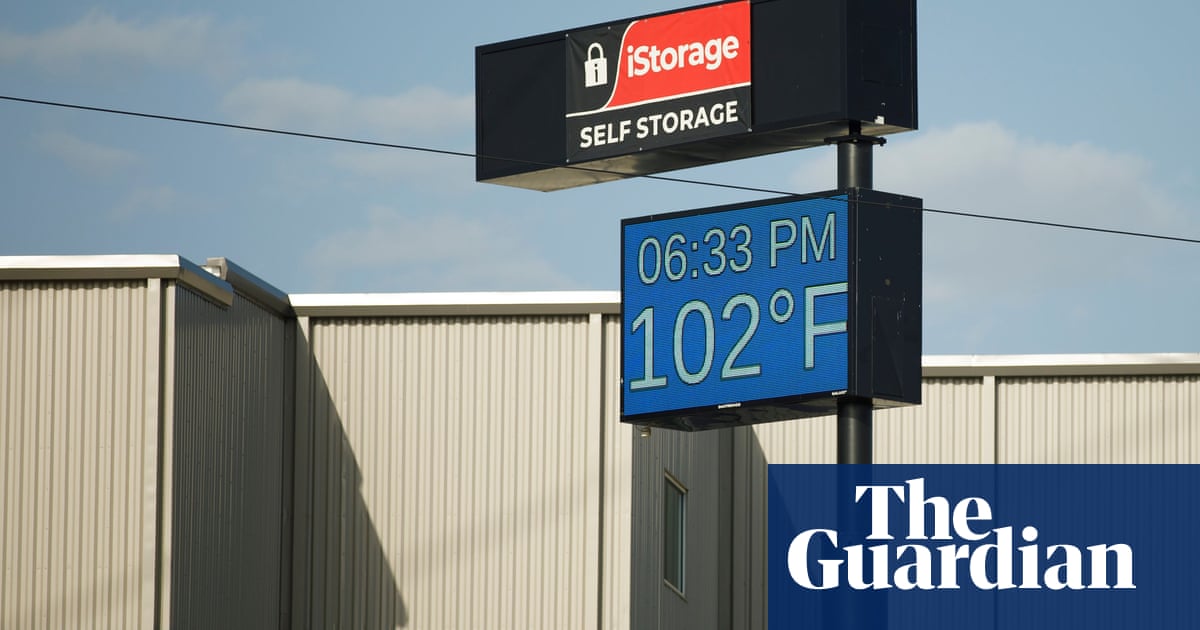 iStorage
SELF STORAGE
06:33 PM
102°F
The
Guardian